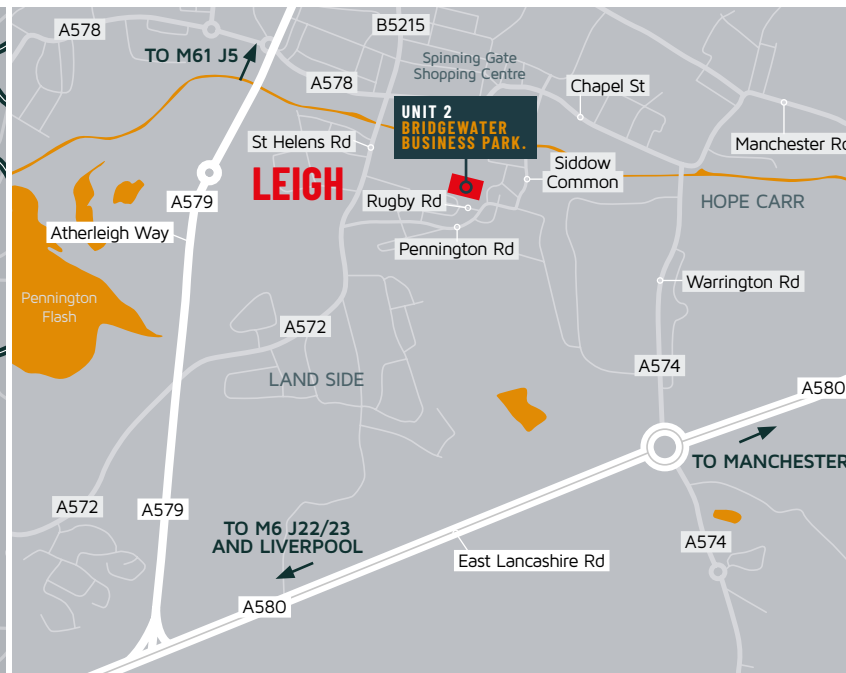 A578
B5215
TO M61 J5
Spinning Gate
Shopping Centre
A578
Chapel St
UNIT 2
BRIDGEWATER
BUSINESS PARK.
St Helens Rd
Manchester Rd
Siddow
Common
LEIGH
A579
Rugby Rd
HOPE CARR
Atherleigh Way
Pennington Rd
Warrington Rd
Pennington
Flash
A572
A574
LAND SIDE
A580
TO MANCHESTER
A572
A579
TO M6 J22/23
AND LIVERPOOL
A574
East Lancashire Rd
A580